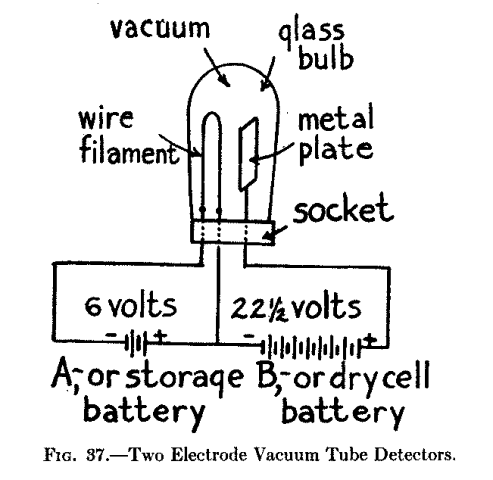 vacuum
glass
bulb
wire
filament
metal
plate
socket
6 volts
22½ volts
- +
- +
A,-or storage
battery
B,-or dry cell
battery
FIG. 37.—Two Electrode Vacuum Tube Detectors.